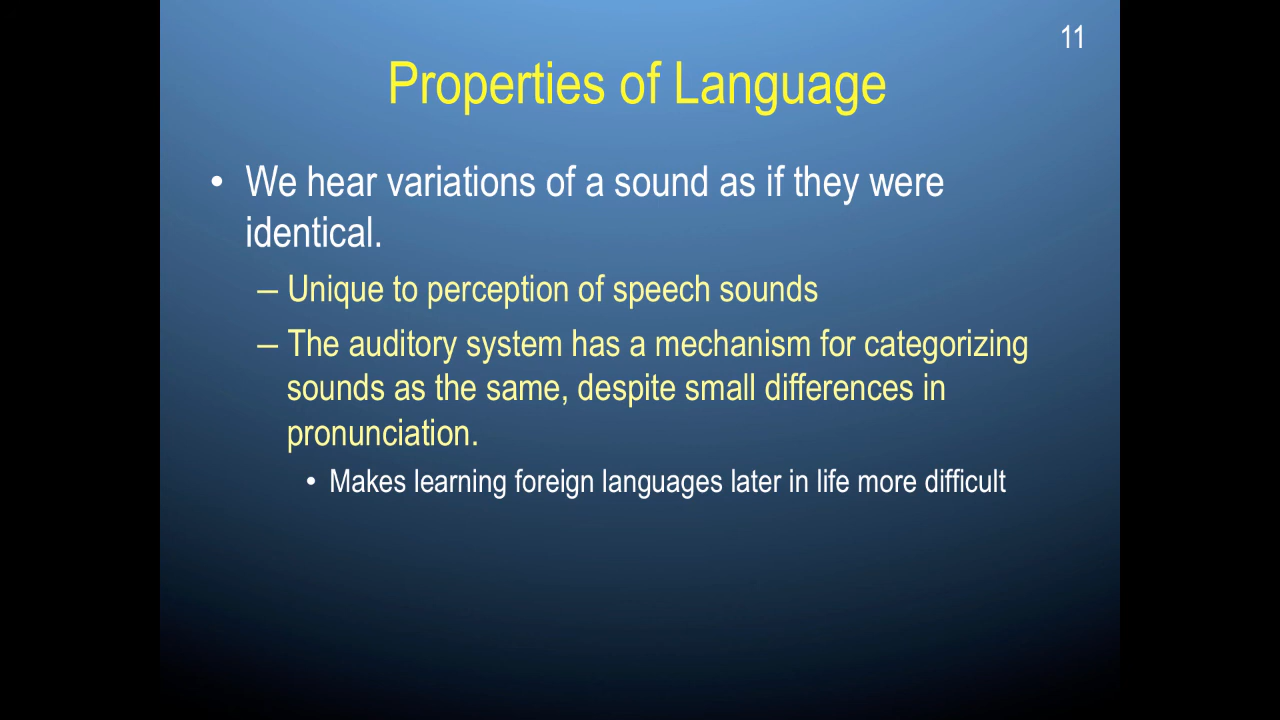 11
Properties of Language
• We hear variations of a sound as if they were
identical.
– Unique to perception of speech sounds
– The auditory system has a mechanism for categorizing
sounds as the same, despite small differences in
pronunciation.
• Makes learning foreign languages later in life more difficult